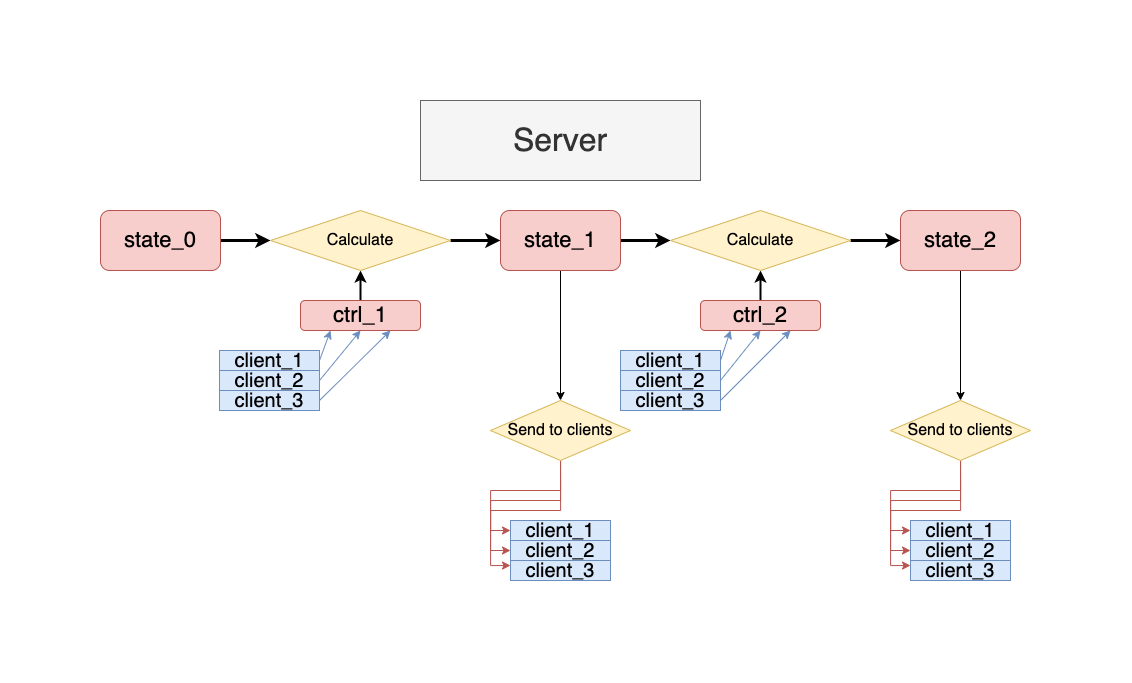 Server
state_0
Calculate
state_1
Calculate
state_2
ctrl_1
ctrl_2
client_1
client_2
client_3
client_1
client_2
client_3
Send to clients
Send to clients
client_1
client_2
client_3
client_1
client_2
client_3